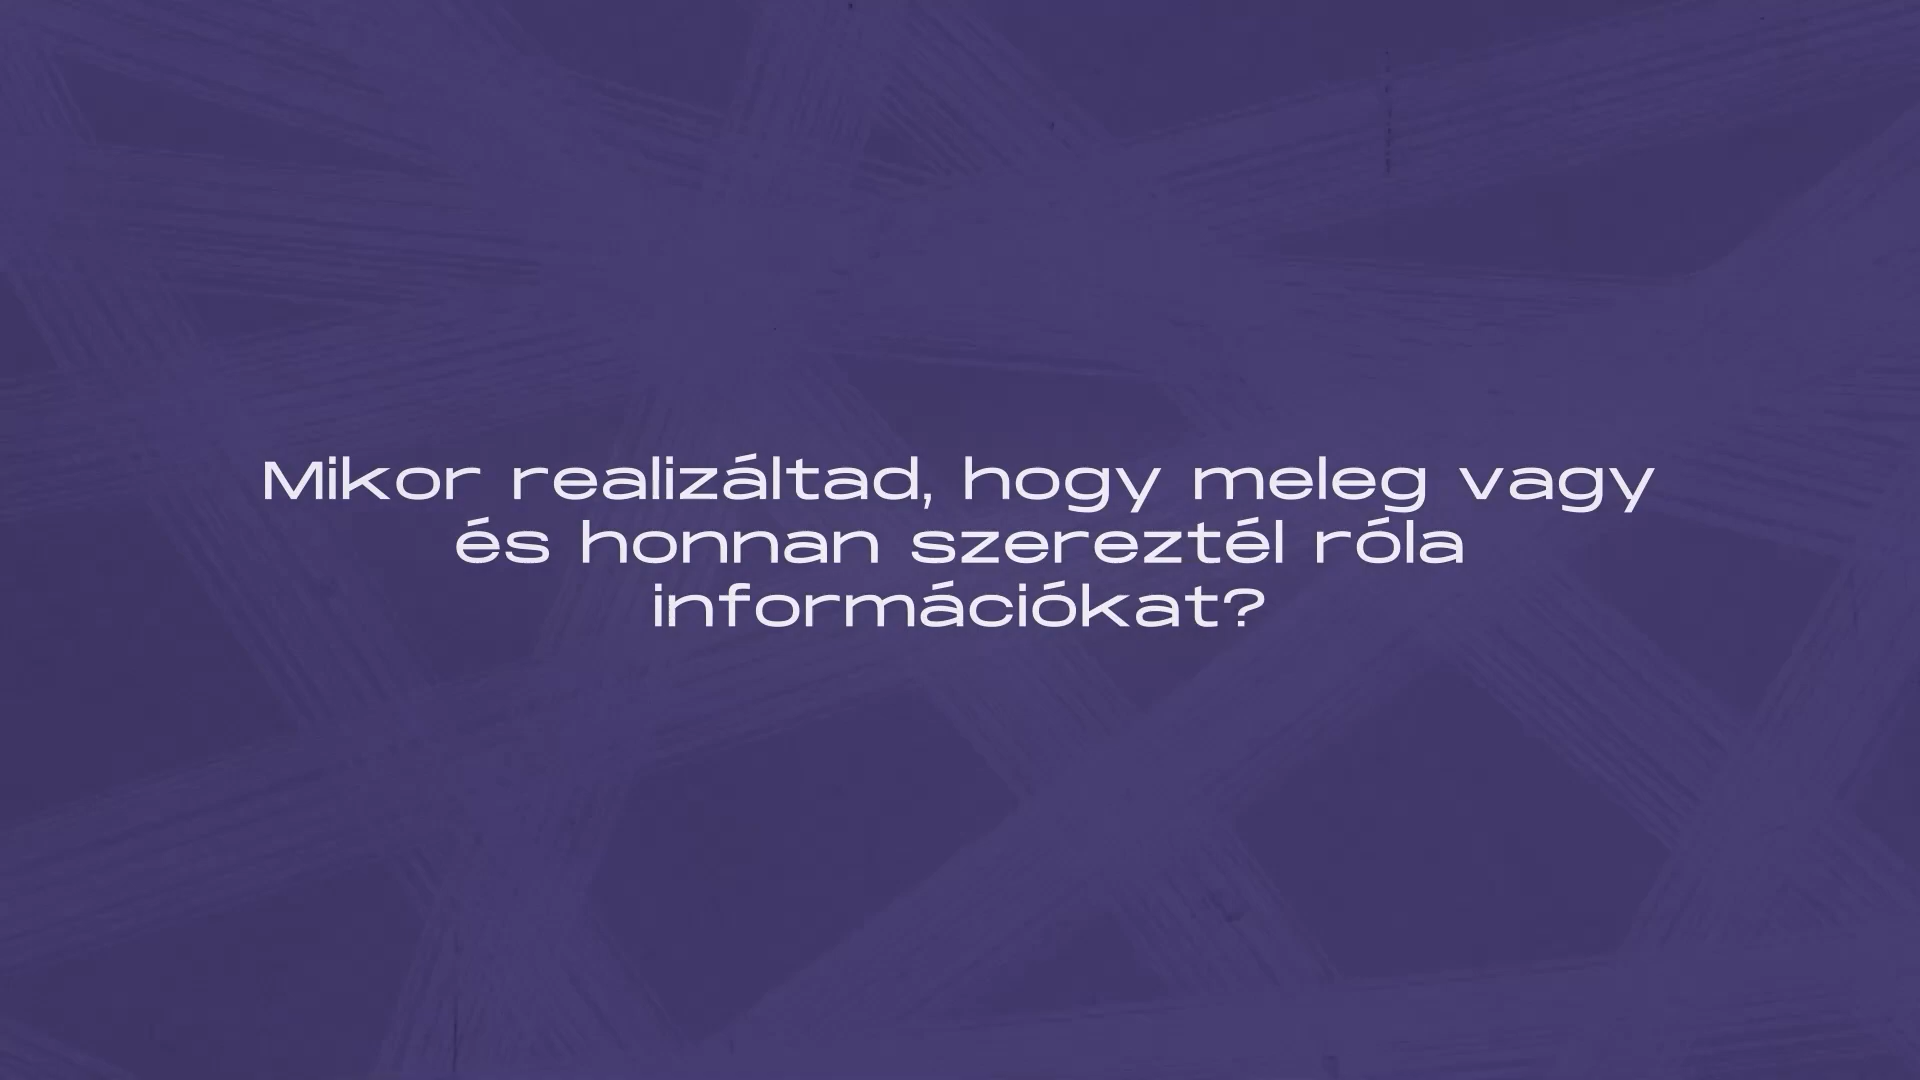 Mikor realizáltad, hogy meleg vagy
és honnan szereztél róla
információkat?